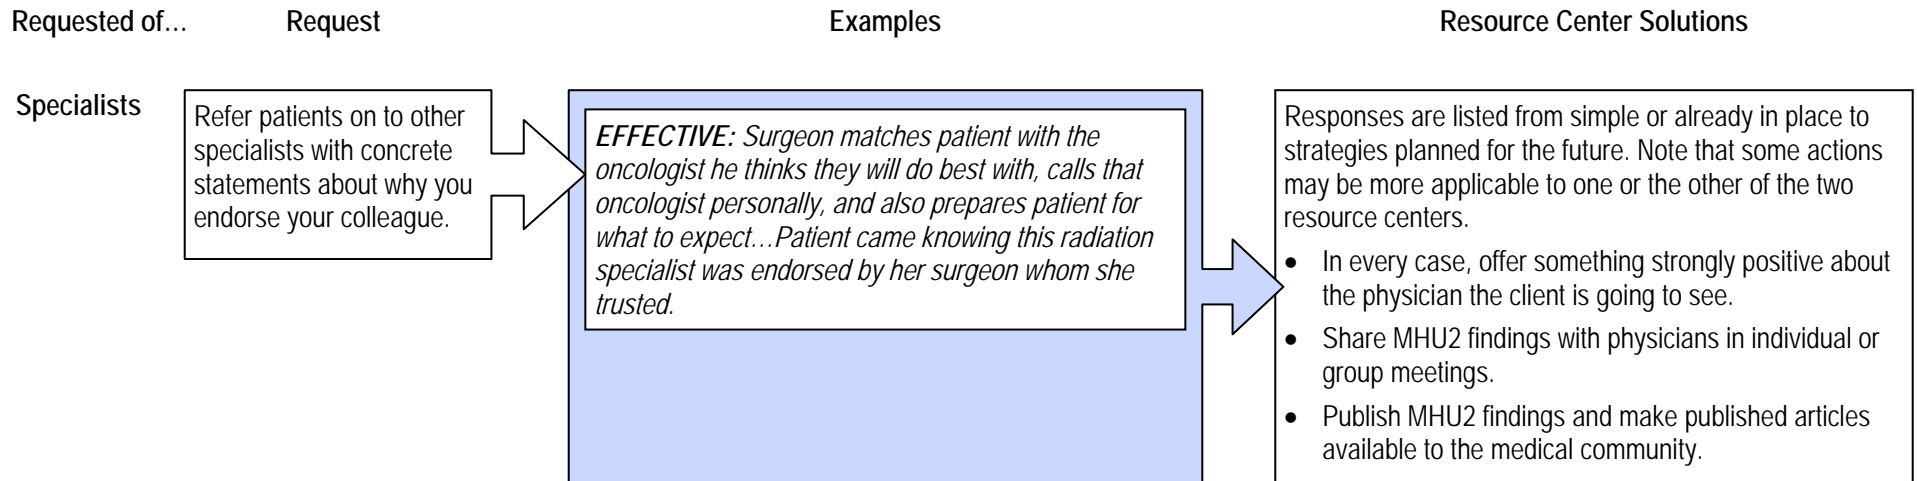 Requested of… Request Examples Resource Center Solutions
Specialists
Refer patients on to other
specialists with concrete
statements about why you
endorse your colleague.
EFFECTIVE: Surgeon matches patient with the
oncologist he thinks they will do best with, calls that
oncologist personally, and also prepares patient for
what to expect…Patient came knowing this radiation
specialist was endorsed by her surgeon whom she
trusted.
Responses are listed from simple or already in place to
strategies planned for the future. Note that some actions
may be more applicable to one or the other of the two
resource centers.
• In every case, offer something strongly positive about
the physician the client is going to see.
• Share MHU2 findings with physicians in individual or
group meetings.
• Publish MHU2 findings and make published articles
available to the medical community.